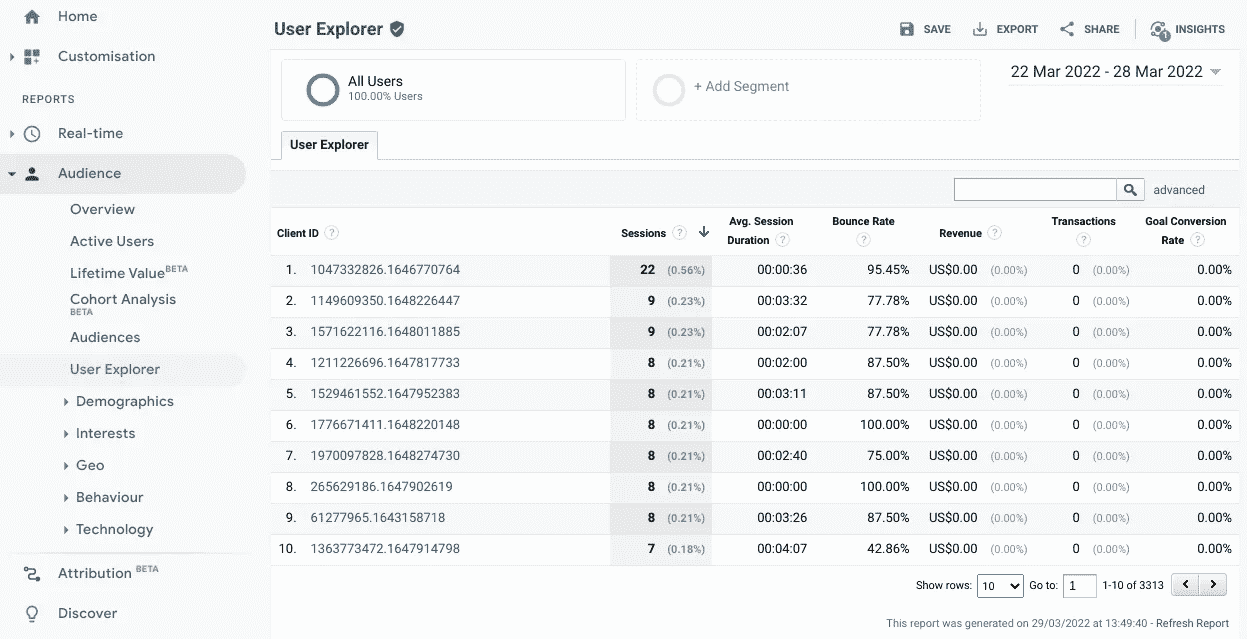 Home
Customisation
REPORTS
Real-time
Audience
Overview
Active Users
Lifetime Value BETA
Cohort Analysis
BETA
Audiences
User Explorer
Demographics
Interests
Geo
Behaviour
Technology
Attribution BETA
Discover
User Explorer
SAVE EXPORT SHARE 1 INSIGHTS
All Users
100.00% Users
+ Add Segment
22 Mar 2022 - 28 Mar 2022
User Explorer
advanced
Client ID ? Sessions ? Avg. Session Duration ? Bounce Rate ? Revenue ? Transactions ? Goal Conversion Rate ?
1. 1047332826.1646770764 22 (0.56%) 00:00:36 95.45% US$0.00 (0.00%) 0 (0.00%) 0.00%
2. 1149609350.1648226447 9 (0.23%) 00:03:32 77.78% US$0.00 (0.00%) 0 (0.00%) 0.00%
3. 1571622116.1648011885 9 (0.23%) 00:02:07 77.78% US$0.00 (0.00%) 0 (0.00%) 0.00%
4. 1211226696.1647817733 8 (0.21%) 00:02:00 87.50% US$0.00 (0.00%) 0 (0.00%) 0.00%
5. 1529461552.1647952383 8 (0.21%) 00:03:11 87.50% US$0.00 (0.00%) 0 (0.00%) 0.00%
6. 1776671411.1648220148 8 (0.21%) 00:00:00 100.00% US$0.00 (0.00%) 0 (0.00%) 0.00%
7. 1970097828.1648274730 8 (0.21%) 00:02:40 75.00% US$0.00 (0.00%) 0 (0.00%) 0.00%
8. 265629186.1647902619 8 (0.21%) 00:00:00 100.00% US$0.00 (0.00%) 0 (0.00%) 0.00%
9. 61277965.1643158718 8 (0.21%) 00:03:26 87.50% US$0.00 (0.00%) 0 (0.00%) 0.00%
10. 1363773472.1647914798 7 (0.18%) 00:04:07 42.86% US$0.00 (0.00%) 0 (0.00%) 0.00%
Show rows: 10 Go to: 1 1-10 of 3313
This report was generated on 29/03/2022 at 13:49:40 - Refresh Report